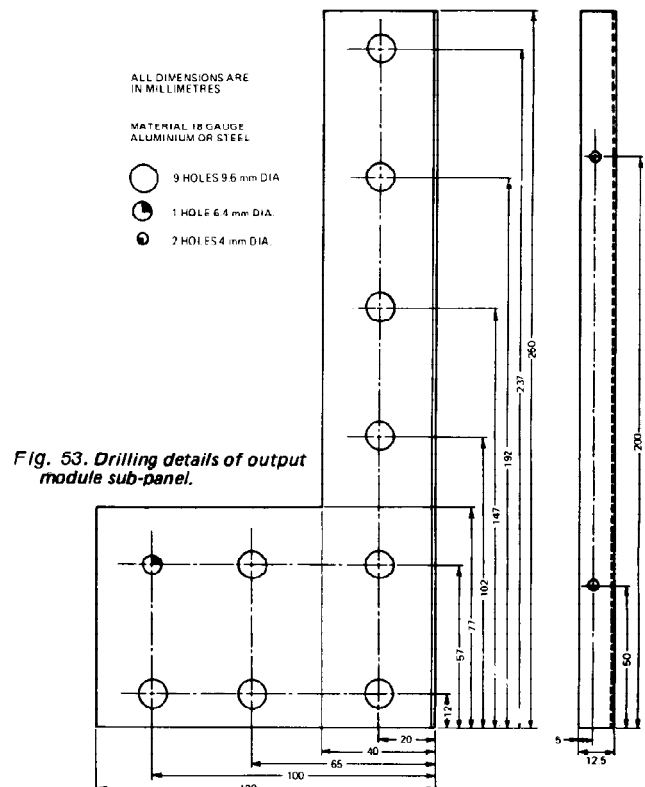 ALL DIMENSIONS ARE
IN MILLIMETRES
MATERIAL 18 GAUGE
ALUMINIUM OR STEEL
9 HOLES 9.6 mm DIA
1 HOLE 6.4 mm DIA.
2 HOLES 4 mm DIA.
Fig. 53. Drilling details of output
module sub-panel.
250
237
192
147
102
77
57
12
20
40
65
100
200
50
5
12.5